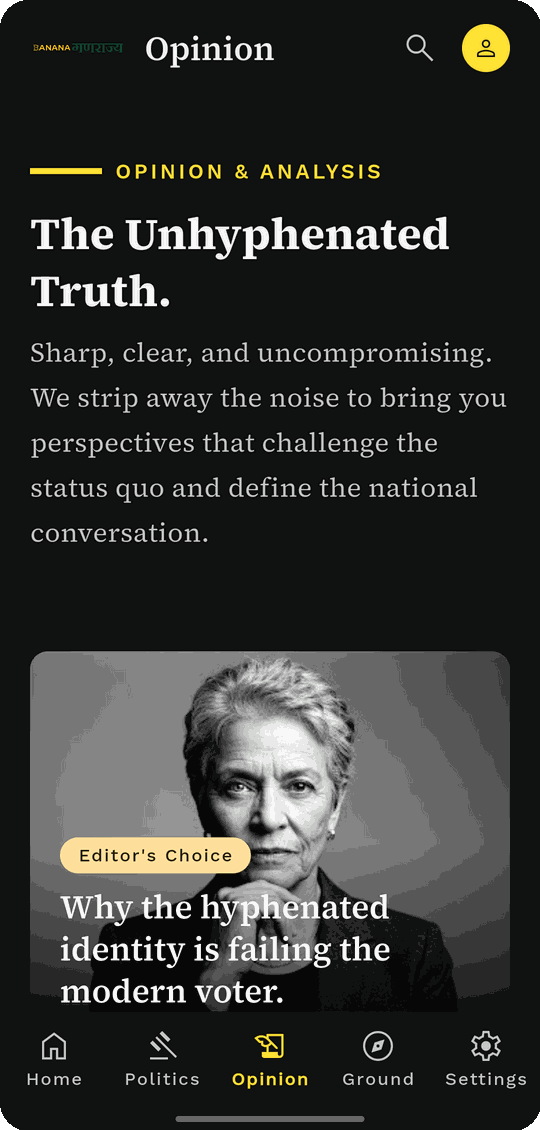 BANANA गणराज्य
Opinion
OPINION & ANALYSIS
The Unhyphenated
Truth.
Sharp, clear, and uncompromising.
We strip away the noise to bring you
perspectives that challenge the
status quo and define the national
conversation.
Editor's Choice
Why the hyphenated
identity is failing the
modern voter.
Home
Politics
Opinion
Ground
Settings